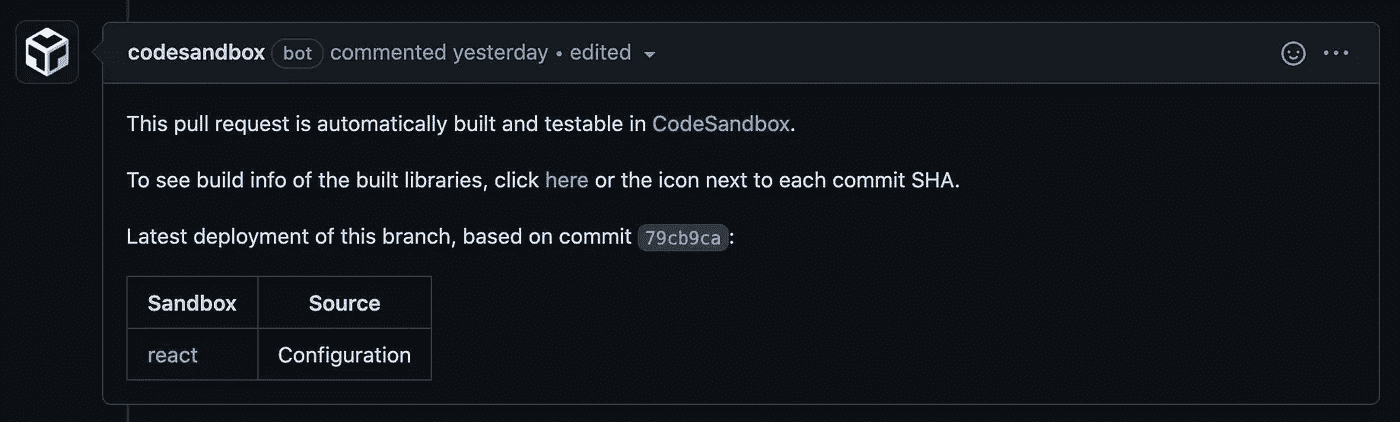 codesandbox bot commented yesterday • edited
This pull request is automatically built and testable in CodeSandbox.
To see build info of the built libraries, click here or the icon next to each commit SHA.
Latest deployment of this branch, based on commit 79cb9ca:
Sandbox Source
react Configuration